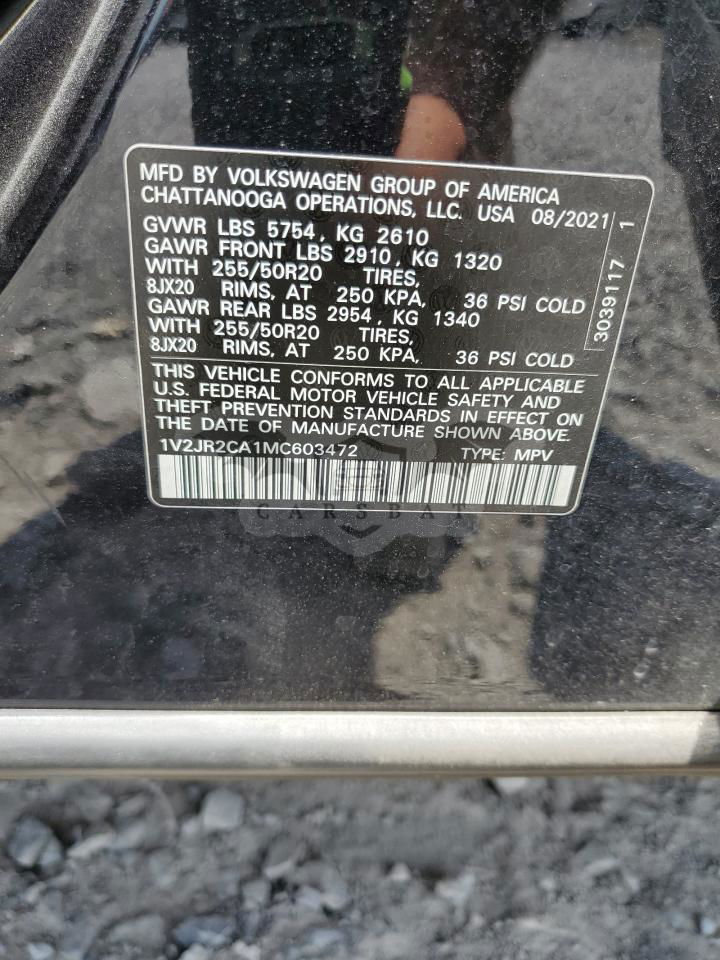 MFD BY VOLKSWAGEN GROUP OF AMERICA
CHATTANOOGA OPERATIONS, LLC. USA 08/2021
GVWR LBS 5754, KG 2610
GAWR FRONT LBS 2910, KG 1320
WITH 255/50R20 TIRES,
8JX20 RIMS, AT 250 KPA, 36 PSI COLD
GAWR REAR LBS 2954, KG 1340
WITH 255/50R20 TIRES,
8JX20 RIMS, AT 250 KPA, 36 PSI COLD
THIS VEHICLE CONFORMS TO ALL APPLICABLE
U.S. FEDERAL MOTOR VEHICLE SAFETY AND
THEFT PREVENTION STANDARDS IN EFFECT ON
THE DATE OF MANUFACTURE SHOWN ABOVE.
1V2JR2CA1MC603472 TYPE: MPV
3039117 1
CARSBAT